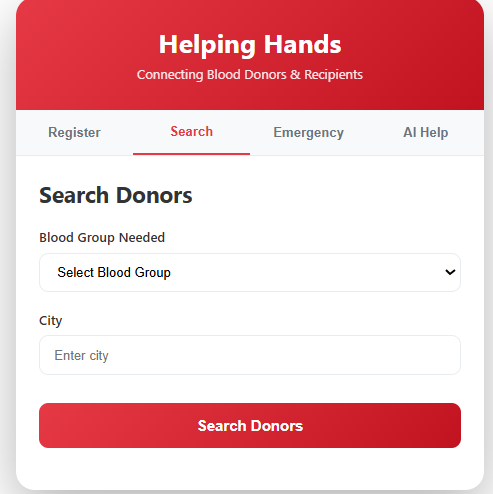 Helping Hands
Connecting Blood Donors & Recipients
Register Search Emergency AI Help
Search Donors
Blood Group Needed
Select Blood Group
City
Enter city
Search Donors